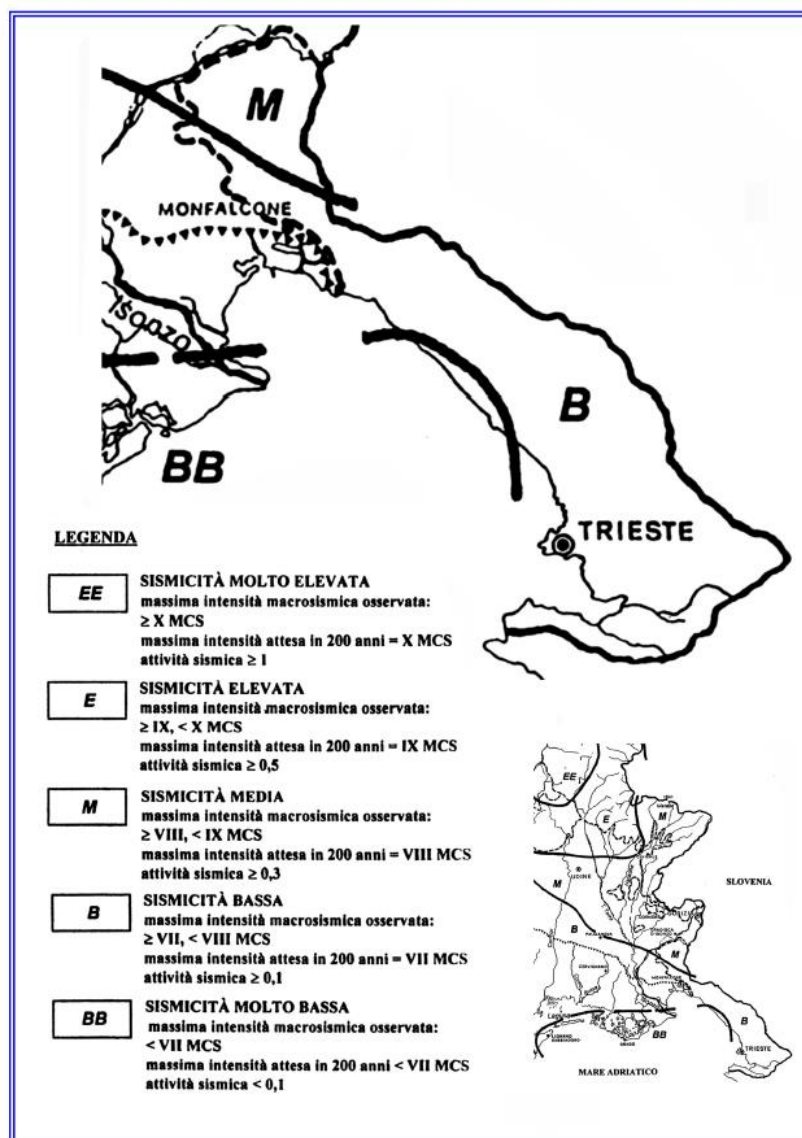 M
MONFALCONE
ISONZO
B
BB
TRIESTE
LEGENDA
EE
SISMICITÀ MOLTO ELEVATA
massima intensità macrosismica osservata:
≥ X MCS
massima intensità attesa in 200 anni = X MCS
attività sismica ≥ 1
E
SISMICITÀ ELEVATA
massima intensità macrosismica osservata:
≥ IX, < X MCS
massima intensità attesa in 200 anni = IX MCS
attività sismica ≥ 0,5
M
SISMICITÀ MEDIA
massima intensità macrosismica osservata:
≥ VIII, < IX MCS
massima intensità attesa in 200 anni = VIII MCS
attività sismica ≥ 0,3
B
SISMICITÀ BASSA
massima intensità macrosismica osservata:
≥ VII, < VIII MCS
massima intensità attesa in 200 anni = VII MCS
attività sismica ≥ 0,1
BB
SISMICITÀ MOLTO BASSA
massima intensità macrosismica osservata:
< VII MCS
massima intensità attesa in 200 anni < VII MCS
attività sismica < 0,1
EE
E
M
UDINE
M
SLOVENIA
B
M
B
BB
TRIESTE
MARE ADRIATICO